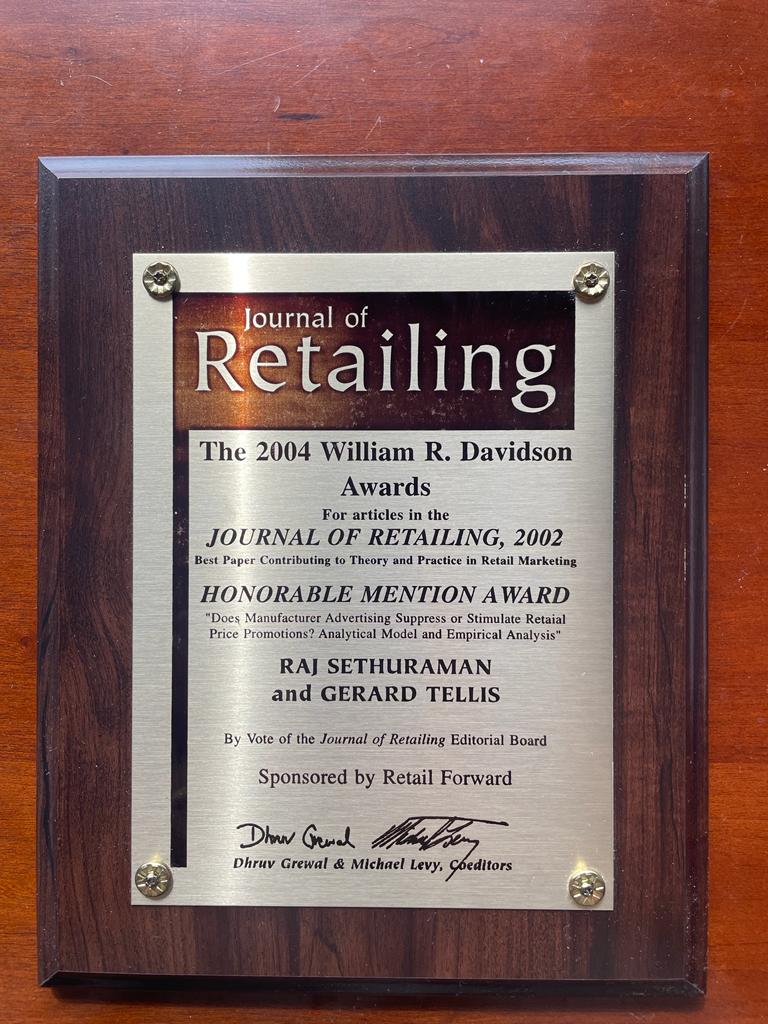 Journal of
Retailing
The 2004 William R. Davidson
Awards
For articles in the
JOURNAL OF RETAILING, 2002
Best Paper Contributing to Theory and Practice in Retail Marketing
HONORABLE MENTION AWARD
"Does Manufacturer Advertising Suppress or Stimulate Retaial
Price Promotions? Analytical Model and Empirical Analysis"
RAJ SETHURAMAN
and GERARD TELLIS
By Vote of the Journal of Retailing Editorial Board
Sponsored by Retail Forward
Dhruv Grewal
Dhruv Grewal & Michael Levy, Coeditors